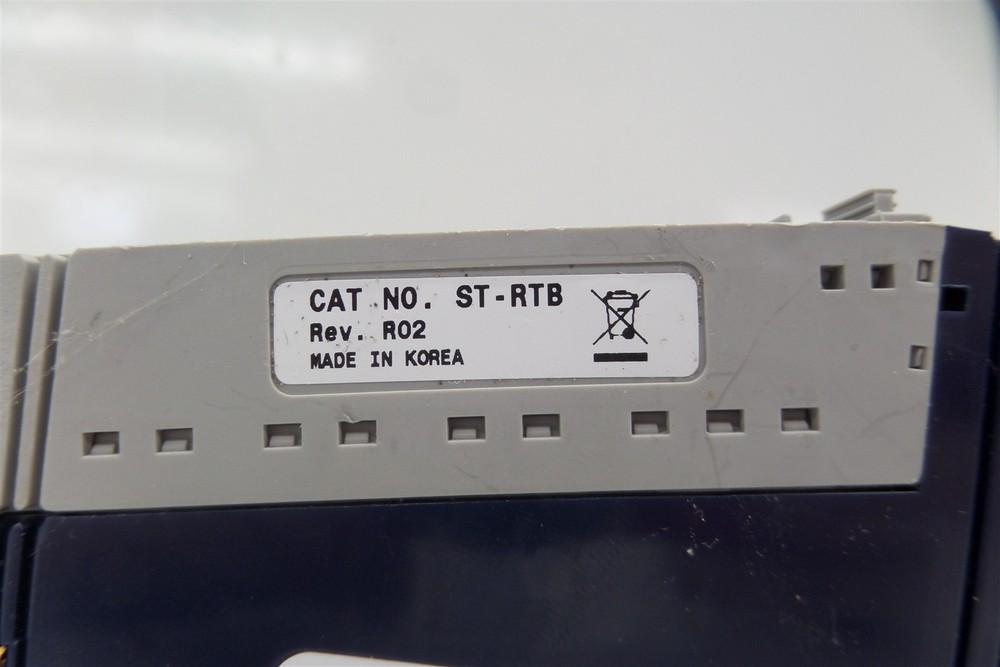 CAT NO. ST-RTB
Rev. R02
MADE IN KOREA